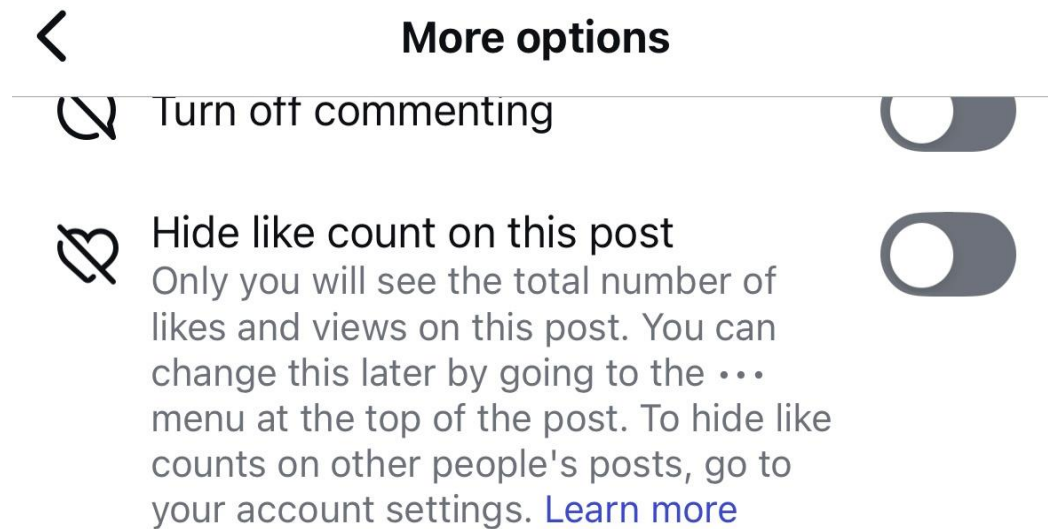 More options
Turn off commenting
Hide like count on this post
Only you will see the total number of
likes and views on this post. You can
change this later by going to the •••
menu at the top of the post. To hide like
counts on other people's posts, go to
your account settings. Learn more